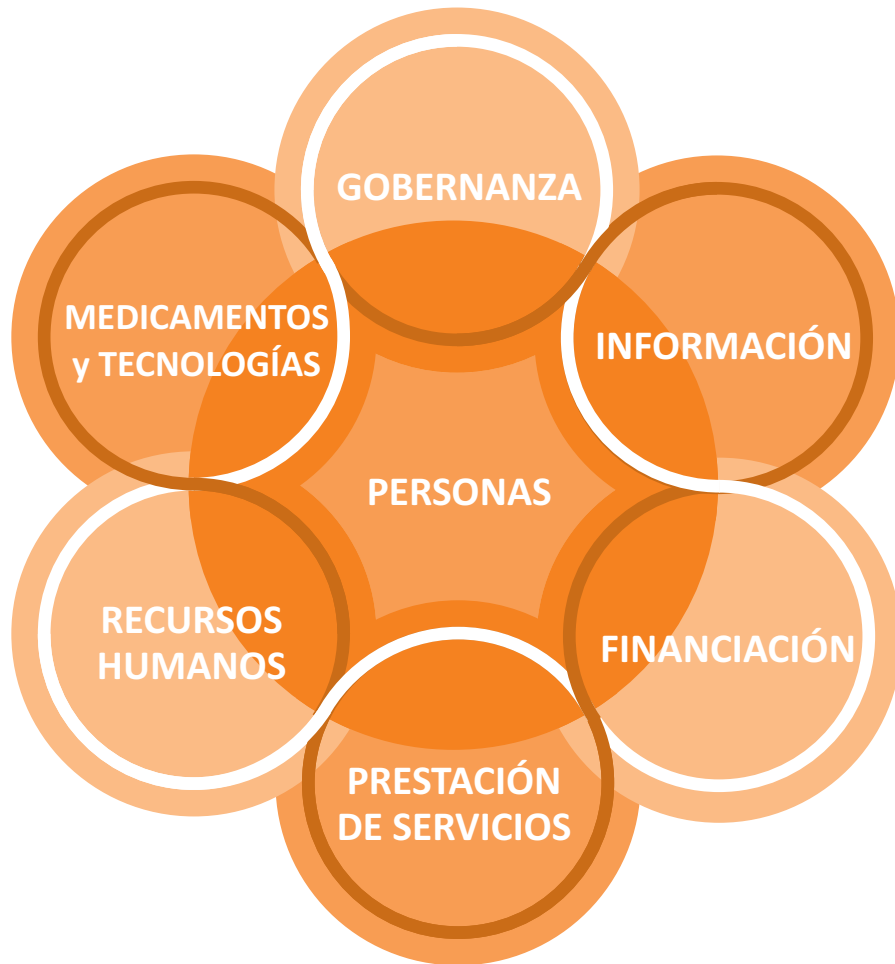 GOBERNANZA
MEDICAMENTOS
y TECNOLOGÍAS
INFORMACIÓN
PERSONAS
RECURSOS
HUMANOS
FINANCIACIÓN
PRESTACIÓN
DE SERVICIOS